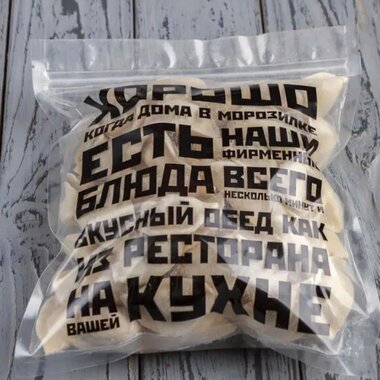 ХОРОШО
КОГДА ДОМА В МОРОЗИЛКЕ
ЕСТЬ НАШИ
ФИРМЕННЫЕ
БЛЮДА ВСЕГО
НЕСКОЛЬКО МИНУТ И
ВКУСНЫЙ ОБЕД КАК
ИЗ РЕСТОРАНА
НА КУХНЕ
ВАШЕЙ